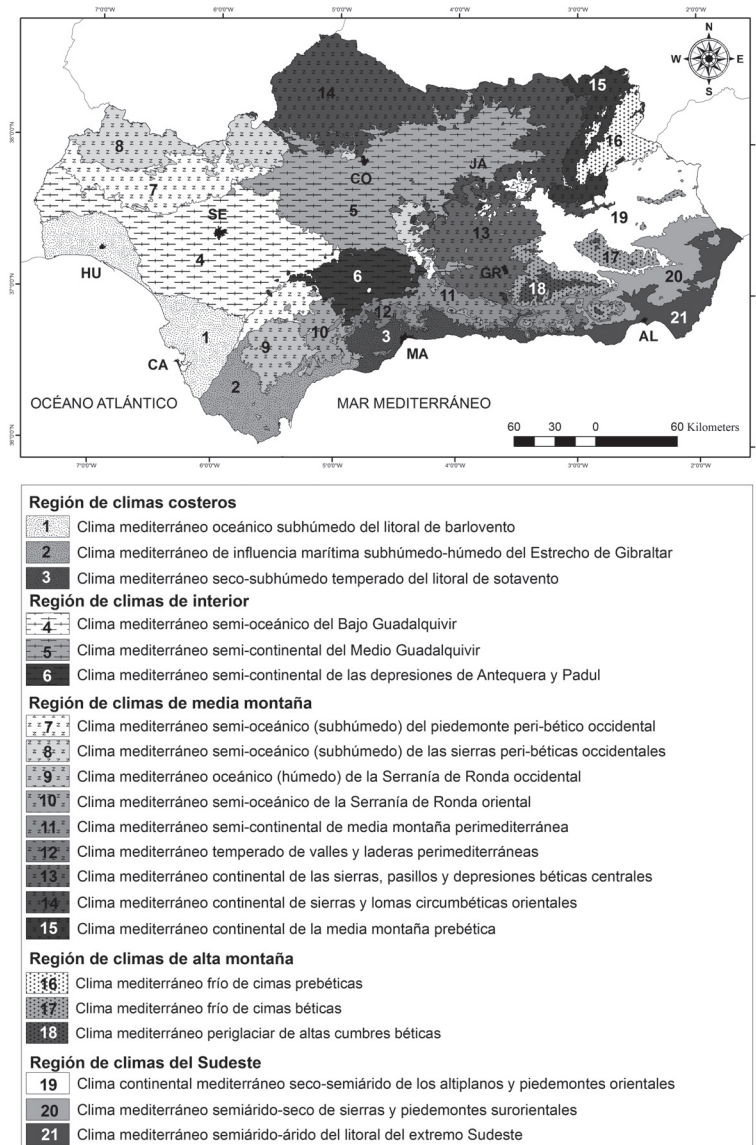 7°0'0"W 6°0'0"W 5°0'0"W 4°0'0"W 3°0'0"W 2°0'0"W
N
W E
S
15
14
16
8
38°0'0"N
CO
JA
7
SE
5
19
13
4
17
HU
6
GR
20
37°0'0"N
18
11
12
21
10
1
3
AL
9
MA
CA
2
OCÉANO ATLÁNTICO MAR MEDITERRÁNEO
60 30 0 60 Kilometers
36°0'0"N
7°0'0"W 6°0'0"W 5°0'0"W 4°0'0"W 3°0'0"W 2°0'0"W
Región de climas costeros
1 Clima mediterráneo oceánico subhúmedo del litoral de barlovento
2 Clima mediterráneo de influencia marítima subhúmedo-húmedo del Estrecho de Gibraltar
3 Clima mediterráneo seco-subhúmedo temperado del litoral de sotavento
Región de climas de interior
4 Clima mediterráneo semi-oceánico del Bajo Guadalquivir
5 Clima mediterráneo semi-continental del Medio Guadalquivir
6 Clima mediterráneo semi-continental de las depresiones de Antequera y Padul
Región de climas de media montaña
7 Clima mediterráneo semi-oceánico (subhúmedo) del piedemonte peri-bético occidental
8 Clima mediterráneo semi-oceánico (subhúmedo) de las sierras peri-béticas occidentales
9 Clima mediterráneo oceánico (húmedo) de la Serranía de Ronda occidental
10 Clima mediterráneo semi-oceánico de la Serranía de Ronda oriental
11 Clima mediterráneo semi-continental de media montaña perimediterránea
12 Clima mediterráneo temperado de valles y laderas perimediterráneas
13 Clima mediterráneo continental de las sierras, pasillos y depresiones béticas centrales
14 Clima mediterráneo continental de sierras y lomas circumbéticas orientales
15 Clima mediterráneo continental de la media montaña prebética
Región de climas de alta montaña
16 Clima mediterráneo frío de cimas prebéticas
17 Clima mediterráneo frío de cimas béticas
18 Clima mediterráneo periglaciar de altas cumbres béticas
Región de climas del Sudeste
19 Clima continental mediterráneo seco-semiárido de los altiplanos y piedemontes orientales
20 Clima mediterráneo semiárido-seco de sierras y piedemontes surorientales
21 Clima mediterráneo semiárido-árido del litoral del extremo Sudeste